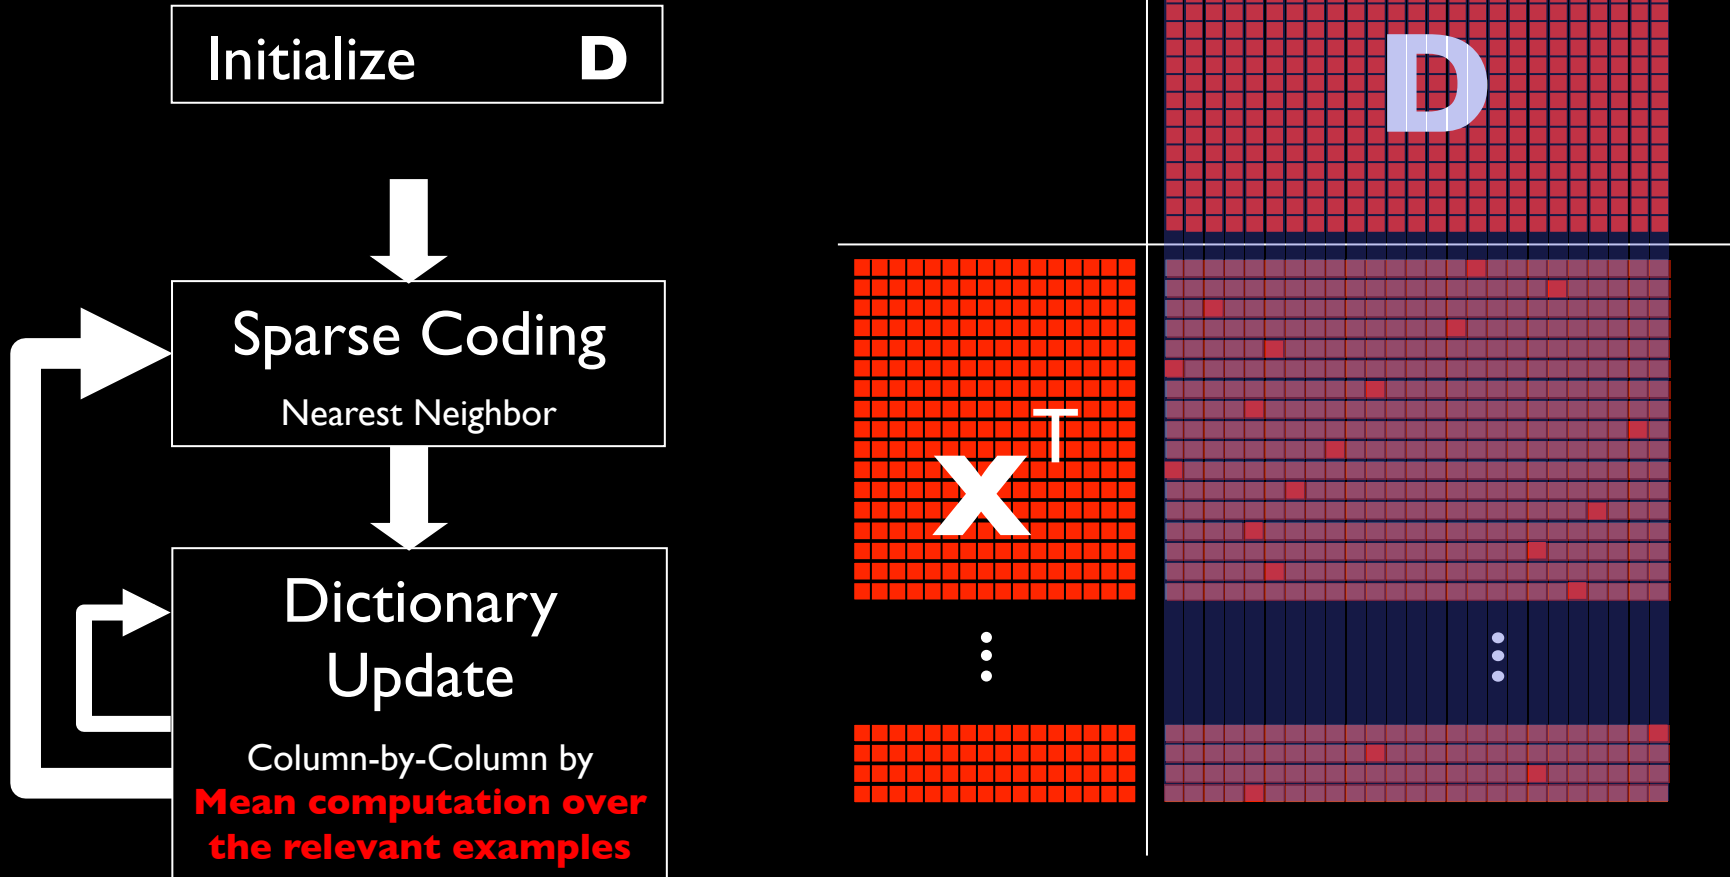 Initialize D
Sparse Coding
Nearest Neighbor
Dictionary
Update
Column-by-Column by
Mean computation over
the relevant examples
D
X^T